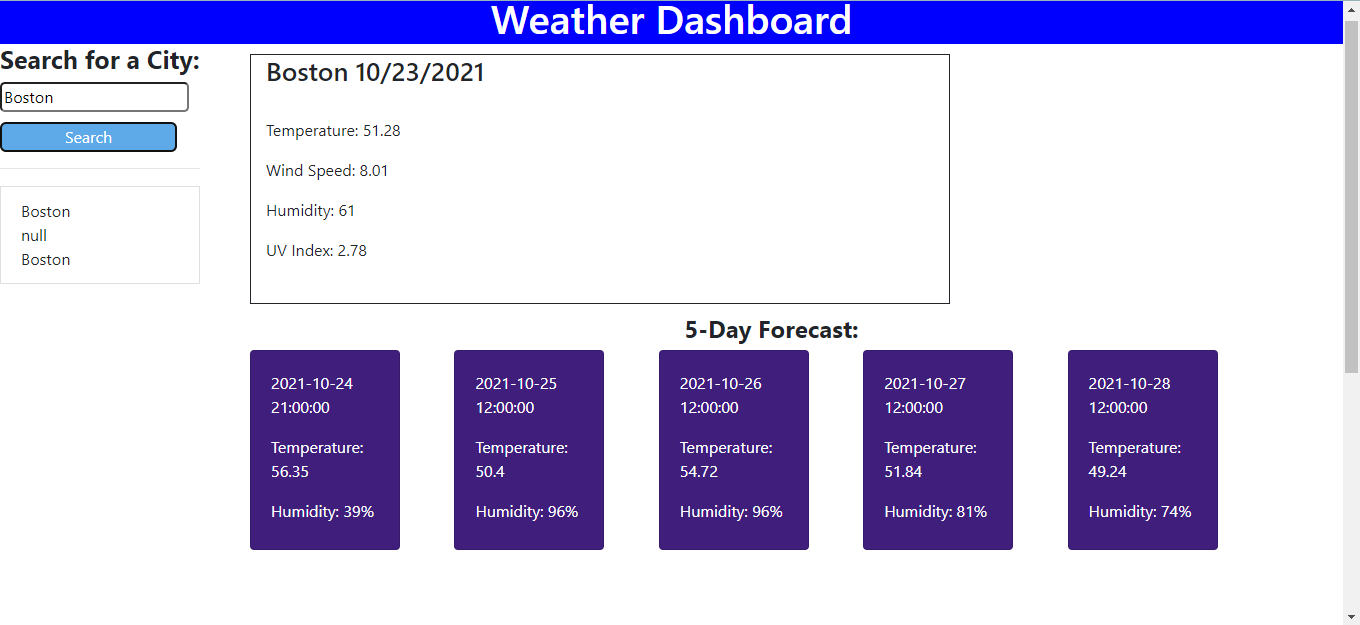 Weather Dashboard
Search for a City:
Boston
Search
Boston
null
Boston
Boston 10/23/2021
Temperature: 51.28
Wind Speed: 8.01
Humidity: 61
UV Index: 2.78
5-Day Forecast:
2021-10-24
21:00:00
Temperature:
56.35
Humidity: 39%
2021-10-25
12:00:00
Temperature:
50.4
Humidity: 96%
2021-10-26
12:00:00
Temperature:
54.72
Humidity: 96%
2021-10-27
12:00:00
Temperature:
51.84
Humidity: 81%
2021-10-28
12:00:00
Temperature:
49.24
Humidity: 74%